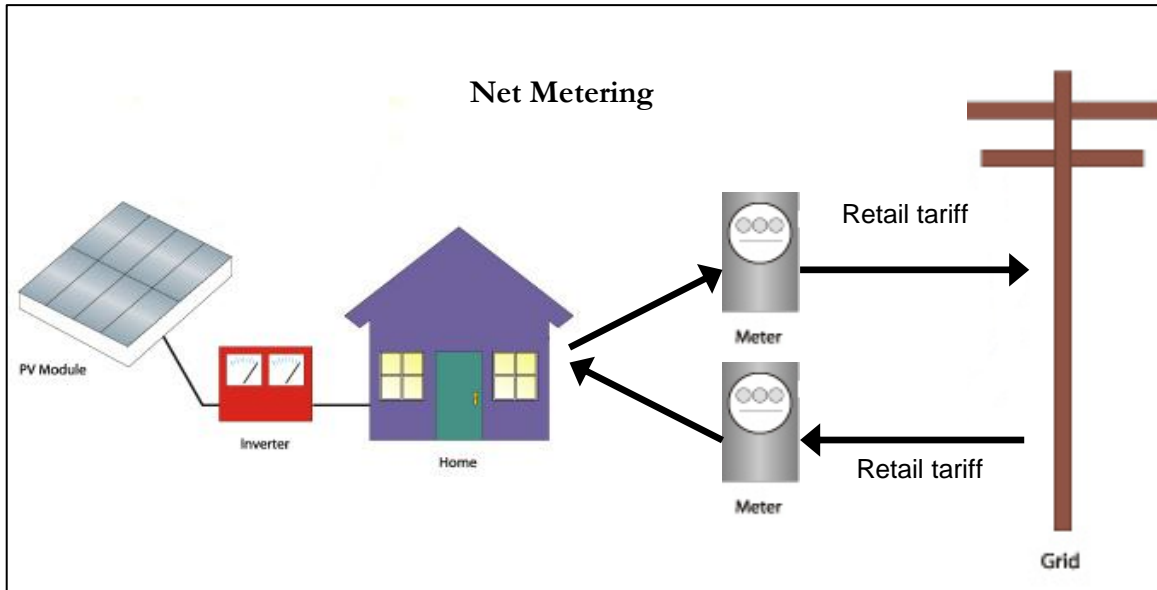 Net Metering
Retail tariff
Meter
PV Module
Inverter
Home
Retail tariff
Meter
Grid